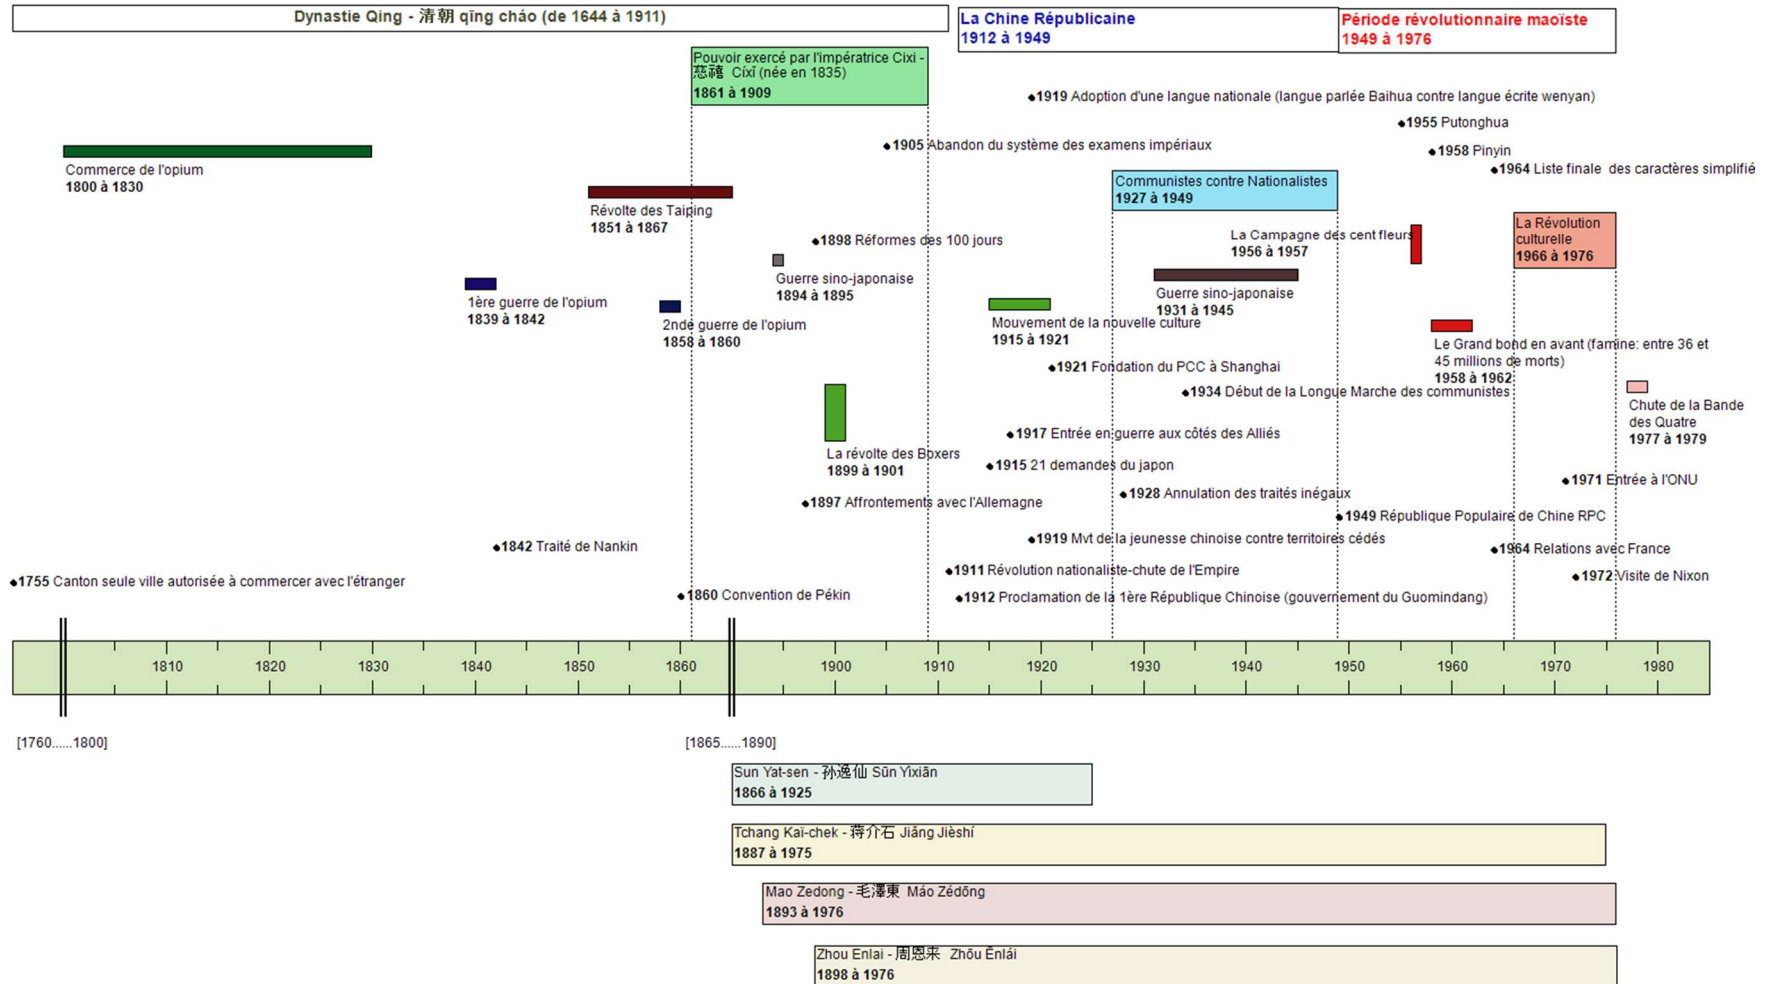 Dynastie Qing - 清朝 qīng cháo (de 1644 à 1911)
La Chine Républicaine
1912 à 1949
Période révolutionnaire maoïste
1949 à 1976
Pouvoir exercé par l'impératrice Cixi -
慈禧 Cíxǐ (née en 1835)
1861 à 1909
1919 Adoption d'une langue nationale (langue parlée Baihua contre langue écrite wenyan)
1955 Putonghua
1905 Abandon du système des examens impériaux
1958 Pinyin
Commerce de l'opium
1800 à 1830
1964 Liste finale des caractères simplifié
Communistes contre Nationalistes
1927 à 1949
Révolte des Taiping
1851 à 1867
La Révolution
culturelle
1966 à 1976
1898 Réformes des 100 jours
La Campagne des cent fleurs
1956 à 1957
Guerre sino-japonaise
1894 à 1895
Guerre sino-japonaise
1931 à 1945
1ère guerre de l'opium
1839 à 1842
2nde guerre de l'opium
1858 à 1860
Mouvement de la nouvelle culture
1915 à 1921
Le Grand bond en avant (famine: entre 36 et
45 millions de morts)
1958 à 1962
1921 Fondation du PCC à Shanghai
1934 Début de la Longue Marche des communistes
Chute de la Bande
des Quatre
1977 à 1979
1917 Entrée en guerre aux côtés des Alliés
La révolte des Boxers
1899 à 1901
1915 21 demandes du japon
1971 Entrée à l'ONU
1928 Annulation des traités inégaux
1897 Affrontements avec l'Allemagne
1949 République Populaire de Chine RPC
1919 Mvt de la jeunesse chinoise contre territoires cédés
1842 Traité de Nankin
1964 Relations avec France
1911 Révolution nationaliste-chute de l'Empire
1972 Visite de Nixon
1755 Canton seule ville autorisée à commercer avec l'étranger
1860 Convention de Pékin
1912 Proclamation de la 1ère République Chinoise (gouvernement du Guomindang)
1810 1820 1830 1840 1850 1860 1900 1910 1920 1930 1940 1950 1960 1970 1980
[1760......1800]
[1865......1890]
Sun Yat-sen - 孙逸仙 Sūn Yìxiān
1866 à 1925
Tchang Kaï-chek - 蒋介石 Jiǎng Jièshí
1887 à 1975
Mao Zedong - 毛澤東 Máo Zédōng
1893 à 1976
Zhou Enlai - 周恩来 Zhōu Ēnlái
1898 à 1976